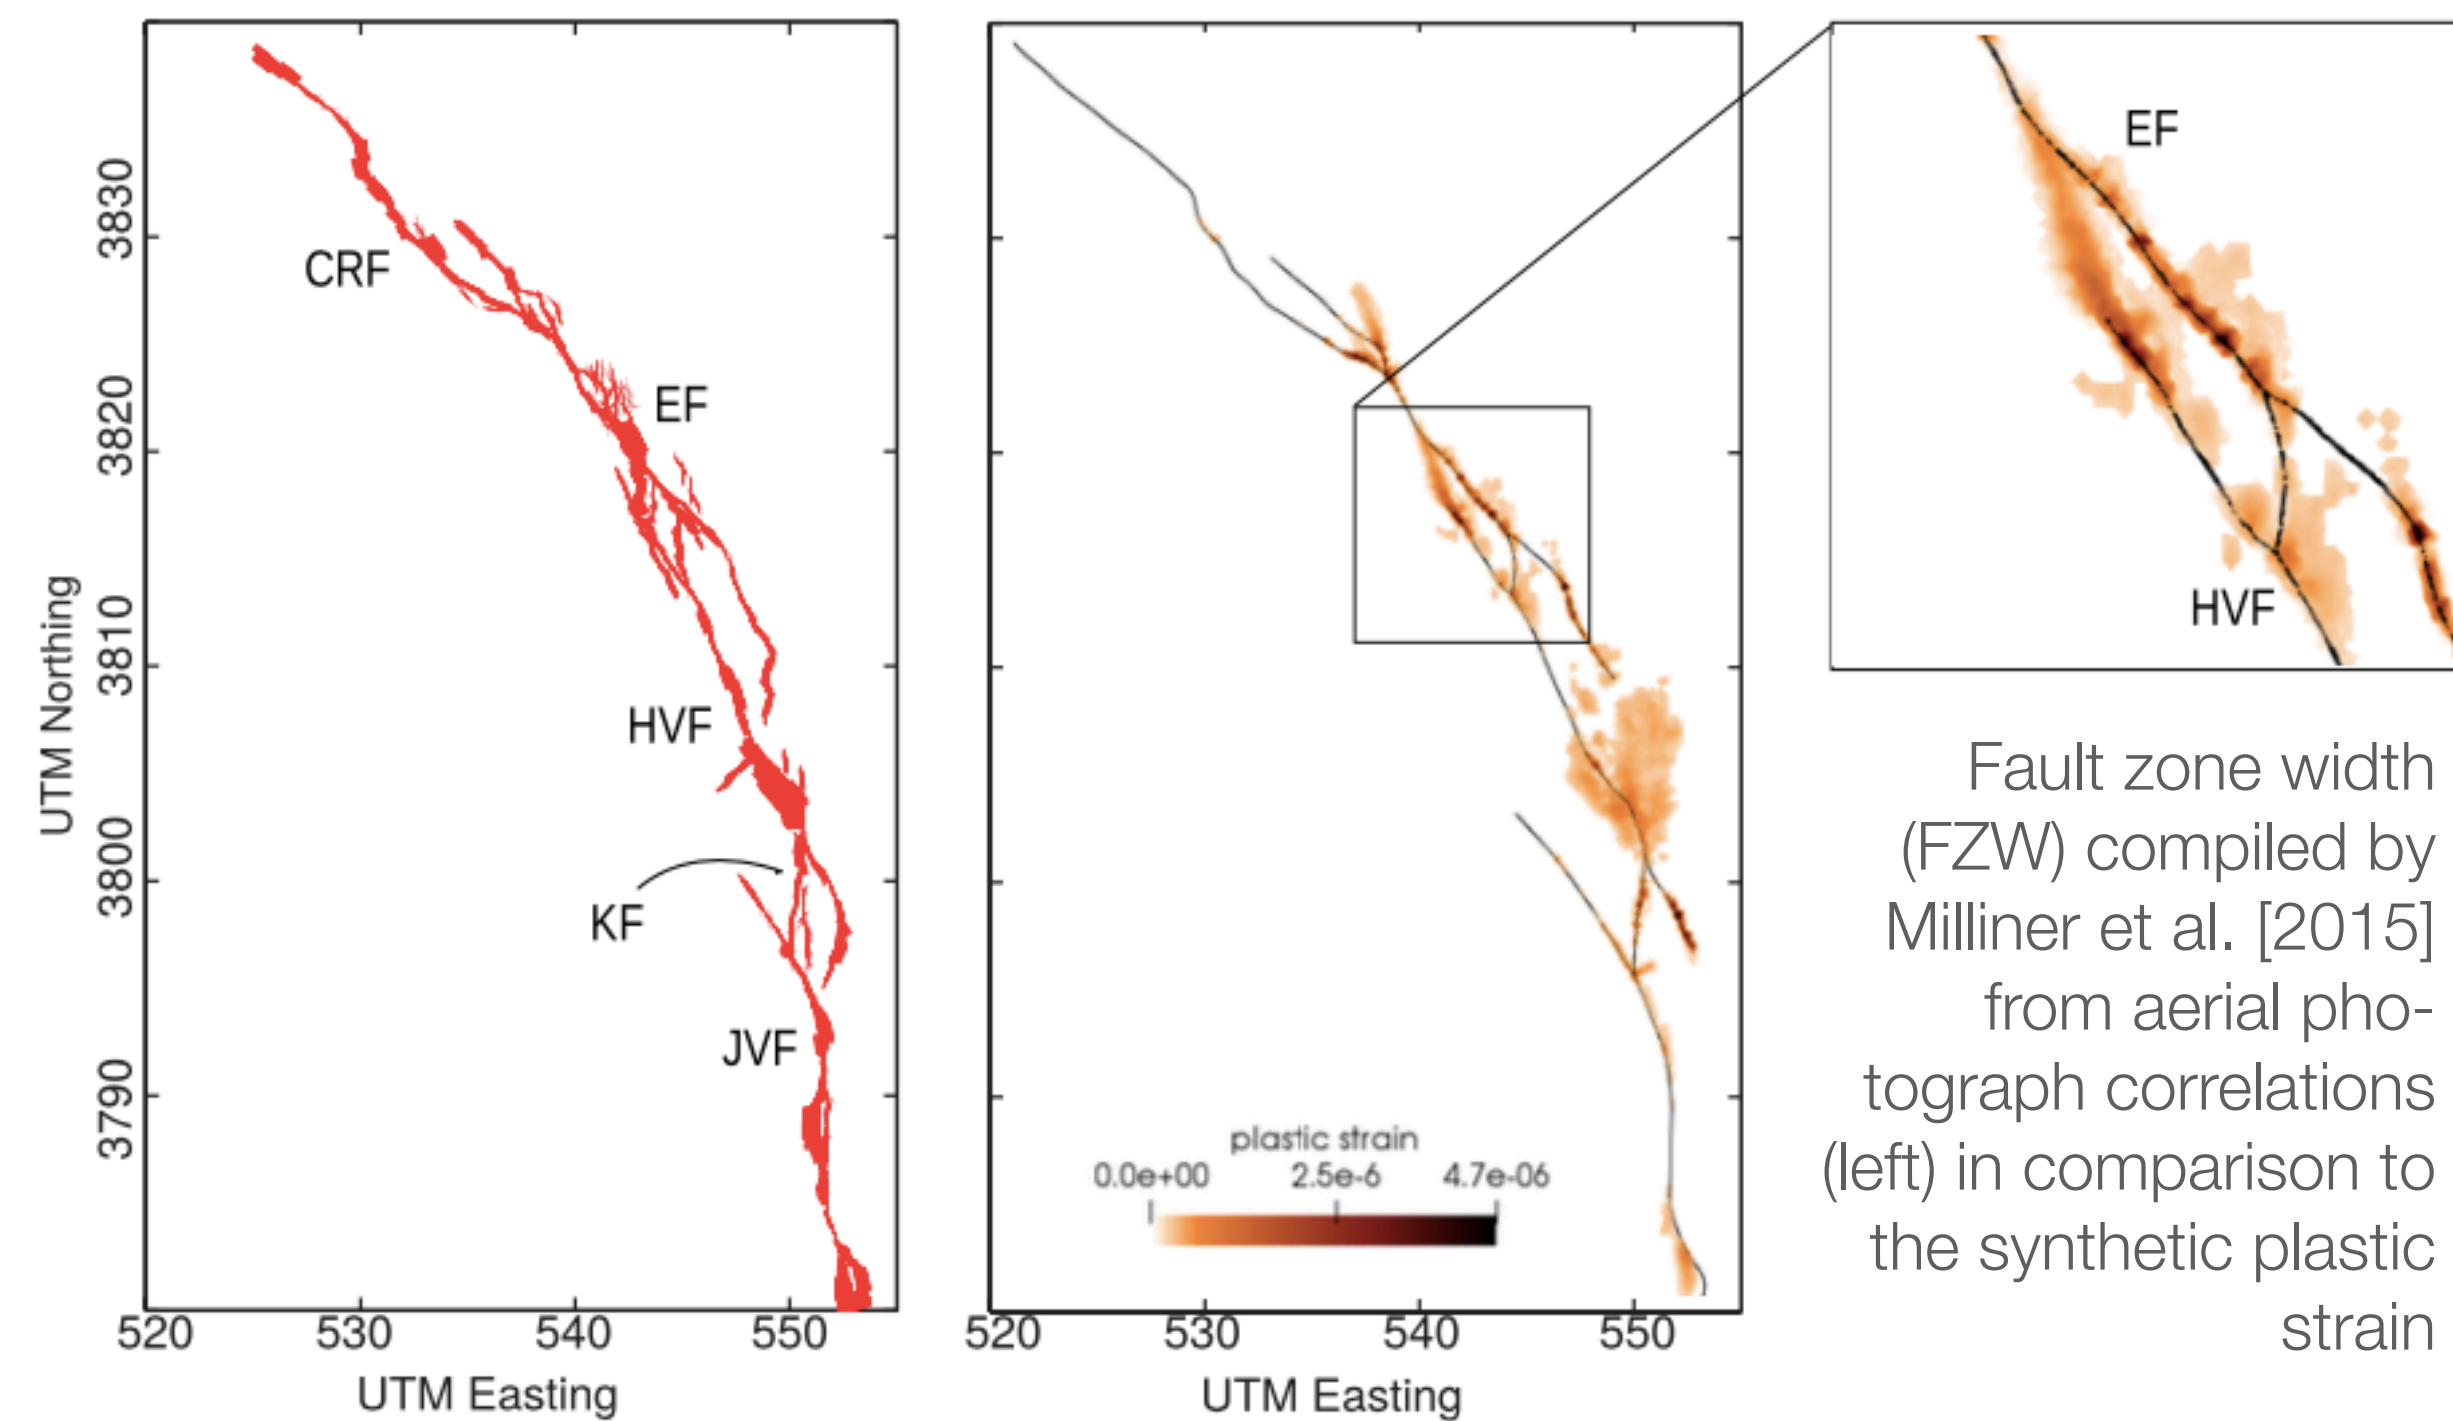 UTM Northing
3830
3820
3810
3800
3790
CRF
EF
HVF
KF
JVF
520
530
540
550
UTM Easting
plastic strain
0.0e+00 2.5e-6 4.7e-06
520
530
540
550
UTM Easting
EF
HVF
Fault zone width
(FZW) compiled by
Milliner et al. [2015]
from aerial pho-
tograph correlations
(left) in comparison to
the synthetic plastic
strain